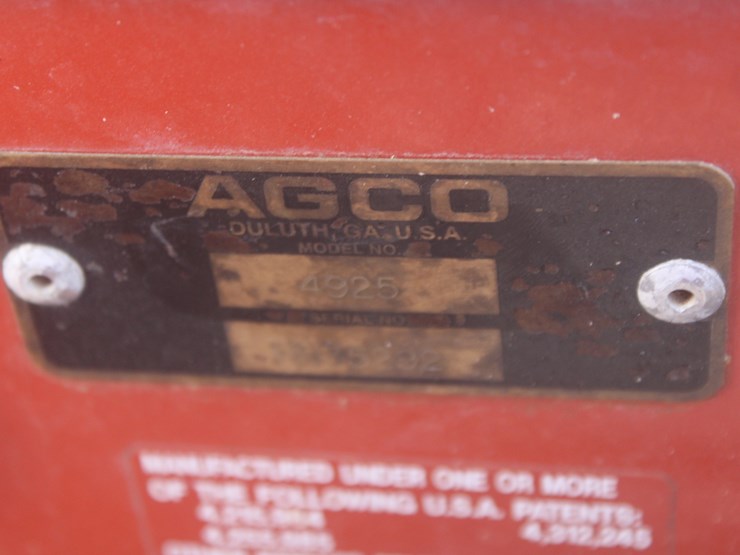 AGCO
DULUTH, GA. U.S.A.
MODEL NO.
4925
SERIAL NO.
MANUFACTURED UNDER ONE OR MORE
OF THE FOLLOWING U.S.A. PATENTS:
4,312,245